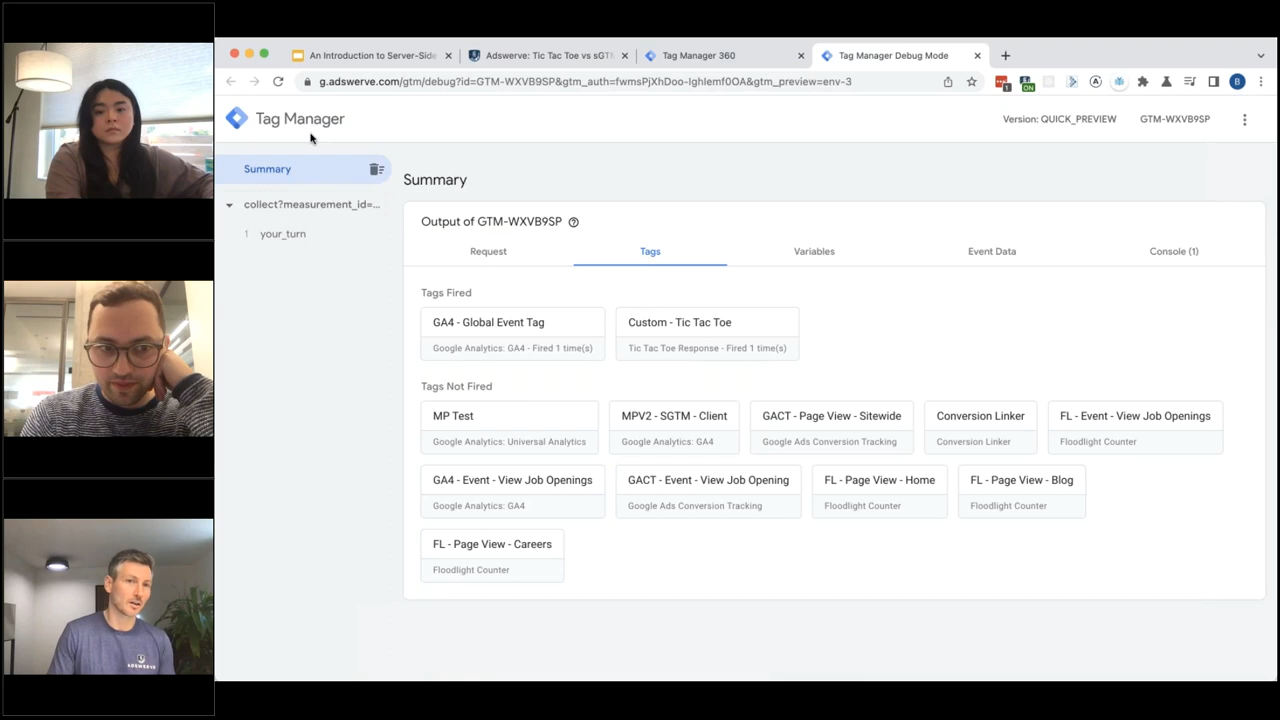 An Introduction to Server-Side
Adswerve: Tic Tac Toe vs sGTM
Tag Manager 360
Tag Manager Debug Mode
g.adswerve.com/gtm/debug?id=GTM-WXVB9SP&gtm_auth=fwmsPjXhDoo-Ighlemf0OA&gtm_preview=env-3
1
ON
A
B
Tag Manager
Version: QUICK_PREVIEW
GTM-WXVB9SP
Summary
collect?measurement_id=...
1 your_turn
Summary
Output of GTM-WXVB9SP
Request
Tags
Variables
Event Data
Console (1)
Tags Fired
GA4 - Global Event Tag
Google Analytics: GA4 - Fired 1 time(s)
Custom - Tic Tac Toe
Tic Tac Toe Response - Fired 1 time(s)
Tags Not Fired
MP Test
Google Analytics: Universal Analytics
MPV2 - SGTM - Client
Google Analytics: GA4
GACT - Page View - Sitewide
Google Ads Conversion Tracking
Conversion Linker
Conversion Linker
FL - Event - View Job Openings
Floodlight Counter
GA4 - Event - View Job Openings
Google Analytics: GA4
GACT - Event - View Job Opening
Google Ads Conversion Tracking
FL - Page View - Home
Floodlight Counter
FL - Page View - Blog
Floodlight Counter
FL - Page View - Careers
Floodlight Counter
ADSWERVE